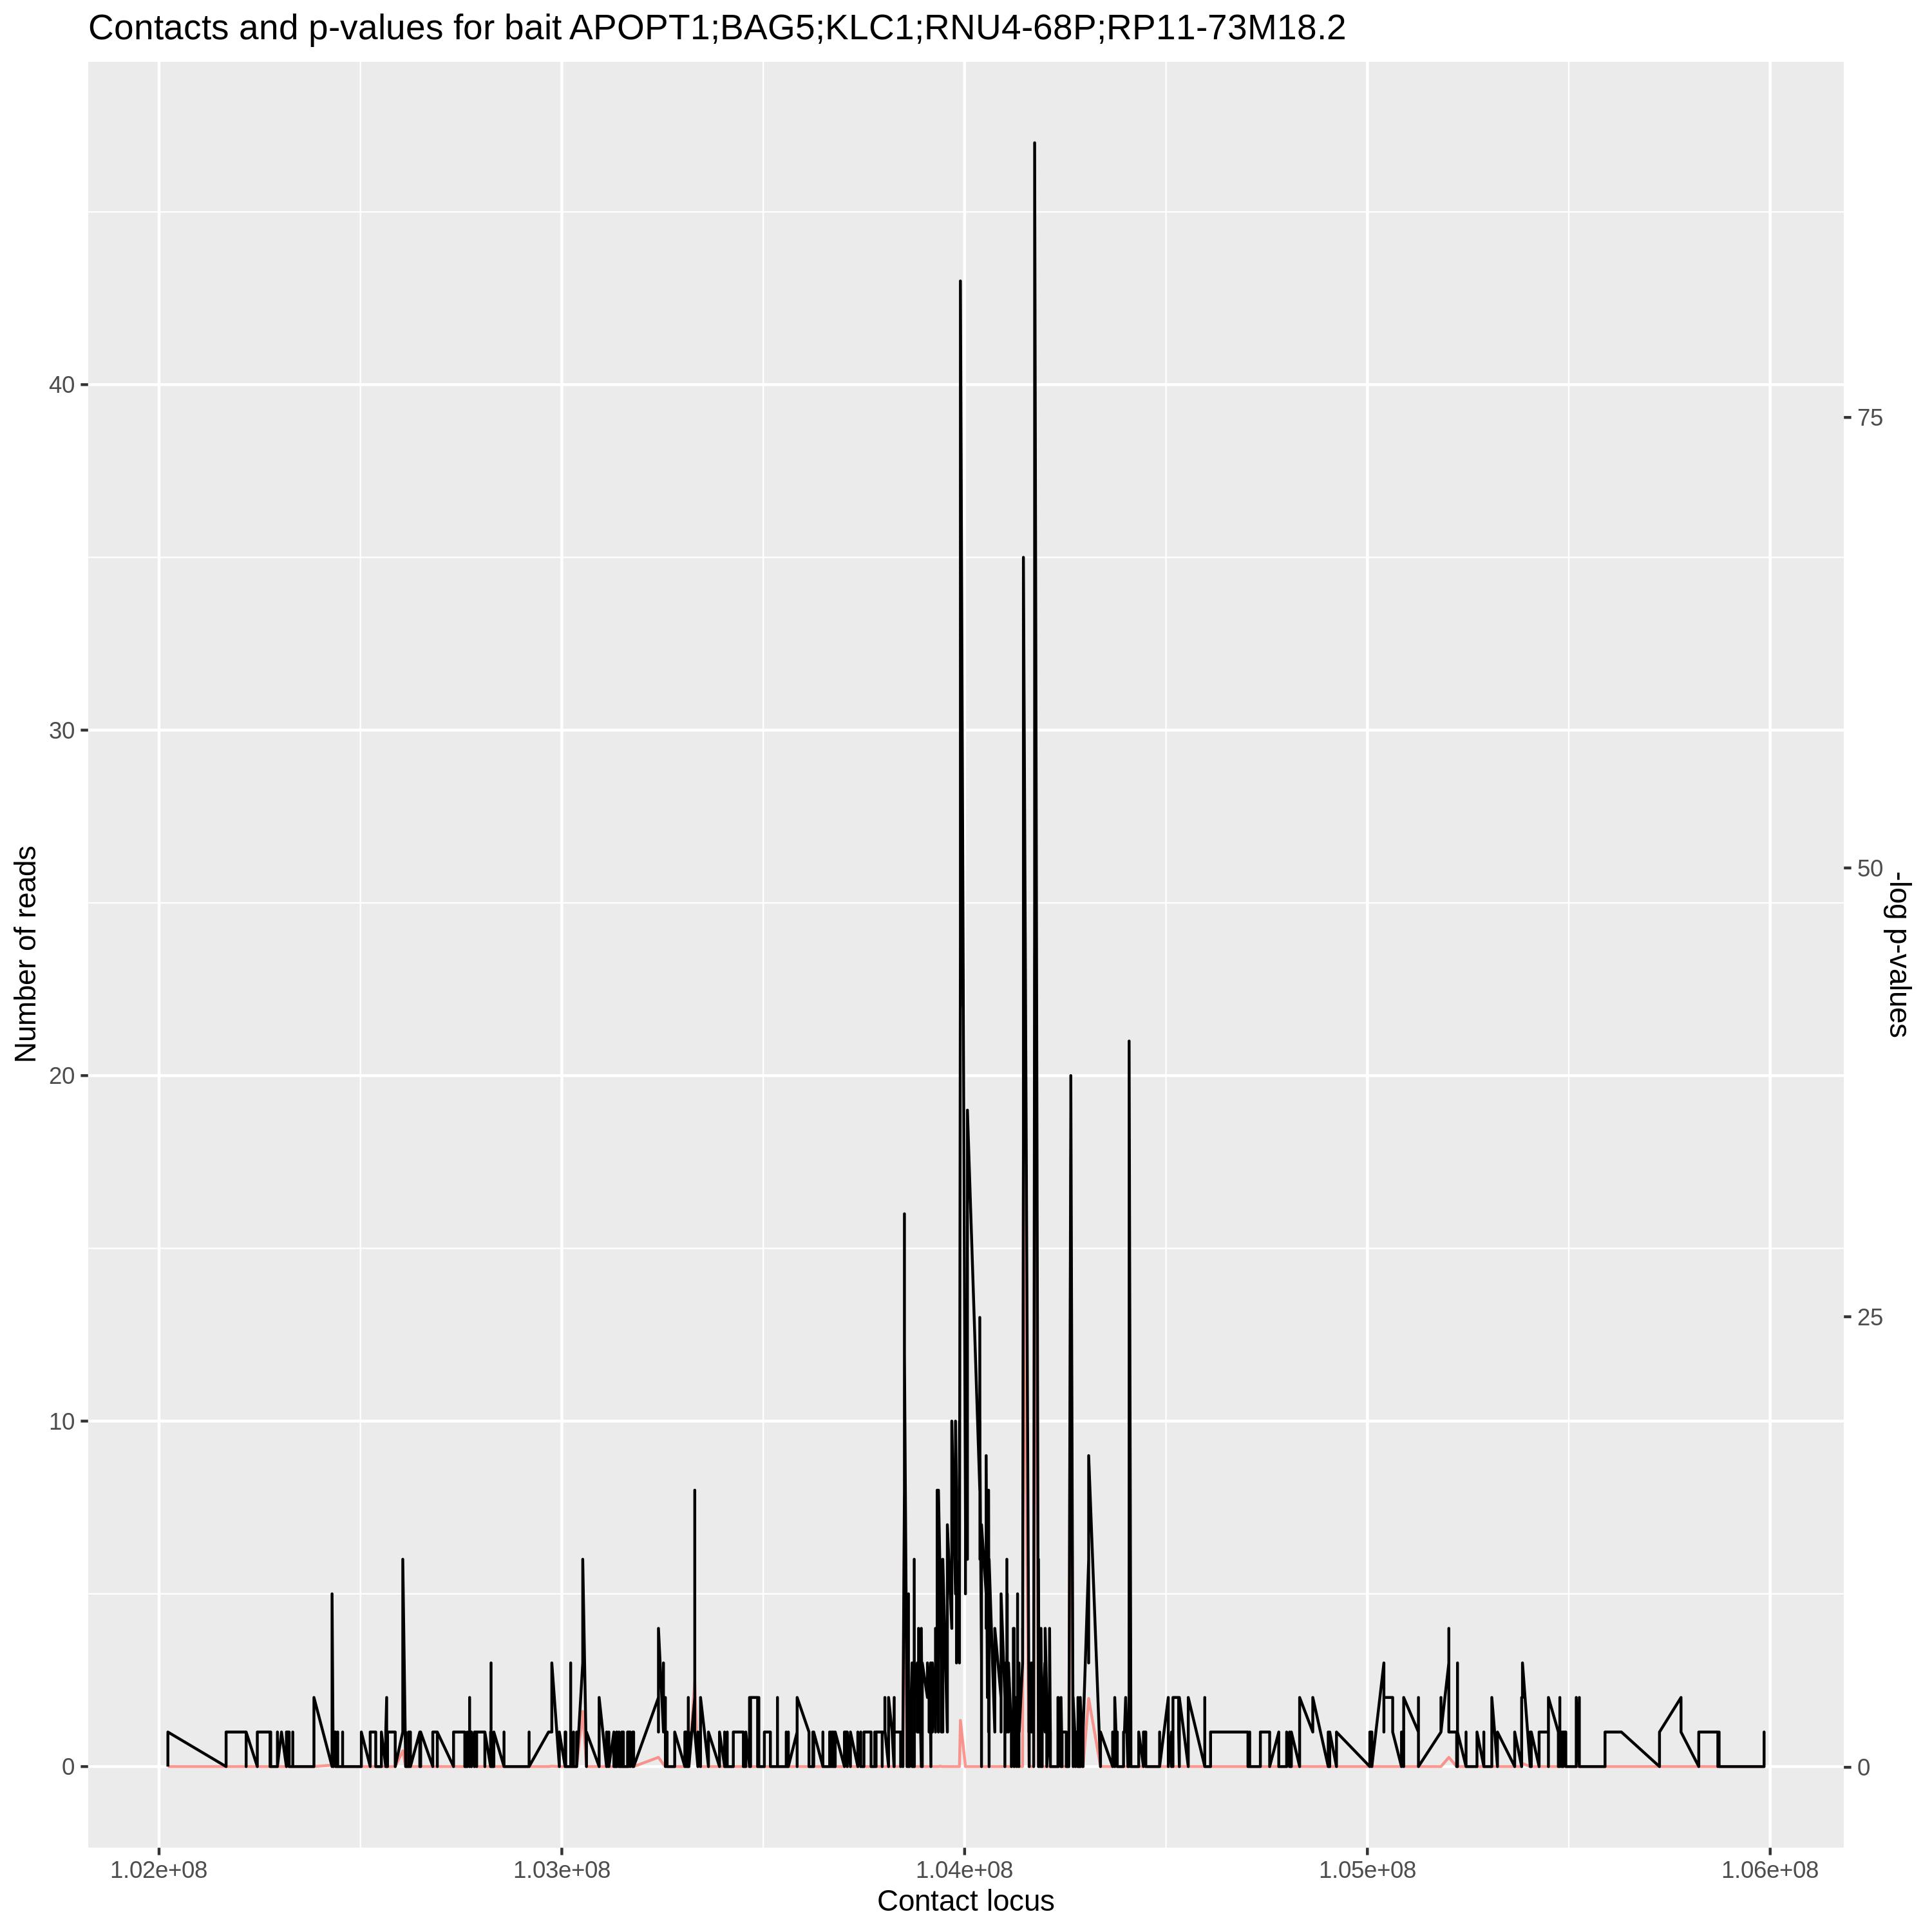 Contacts and p-values for bait APOPT1;BAG5;KLC1;RNU4-68P;RP11-73M18.2
Number of reads
40
30
20
10
0
75
50
25
0
-log p-values
1.02e+08 1.03e+08 1.04e+08 1.05e+08 1.06e+08
Contact locus